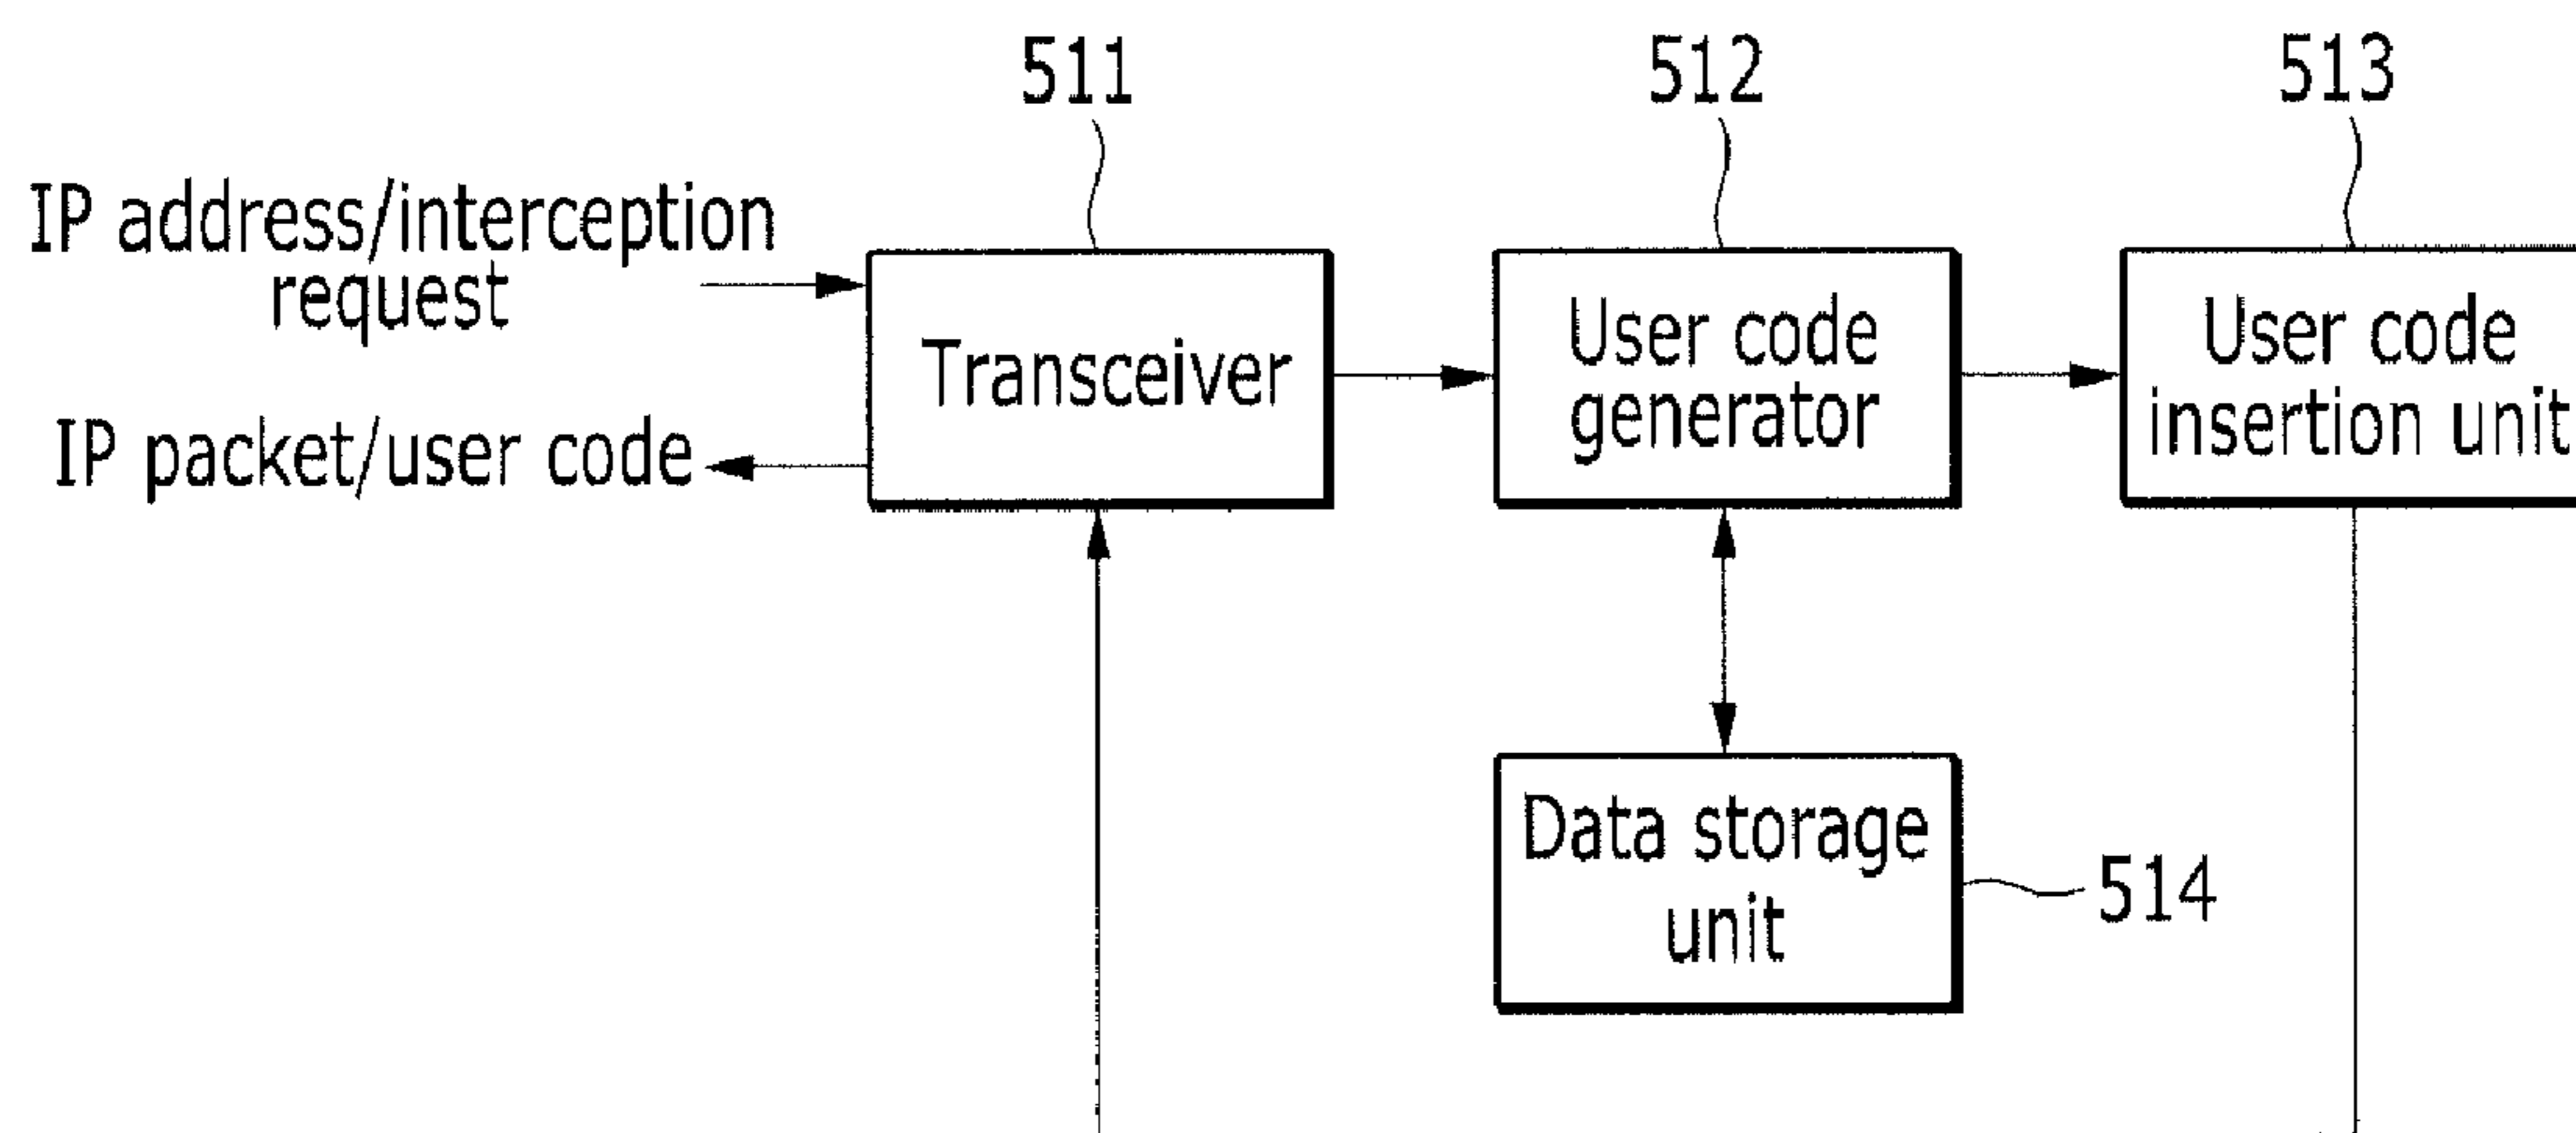 511
512
513
IP address/interception
request
IP packet/user code
Transceiver
User code
generator
User code
insertion unit
Data storage
unit
514